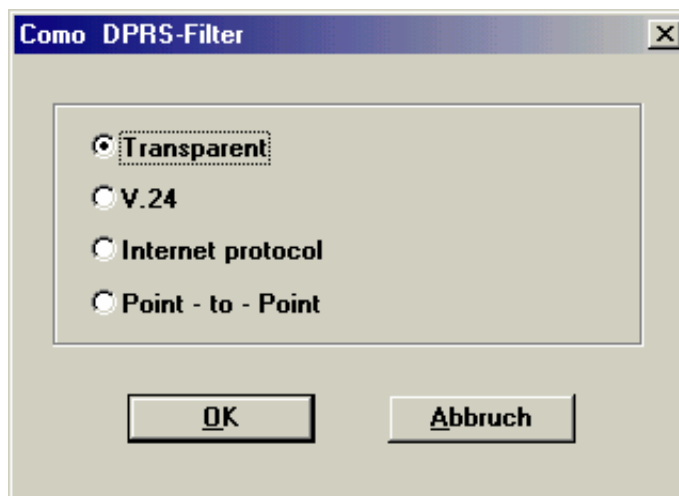 Como DPRS-Filter
Transparent
V.24
Internet protocol
Point - to - Point
OK
Abbruch